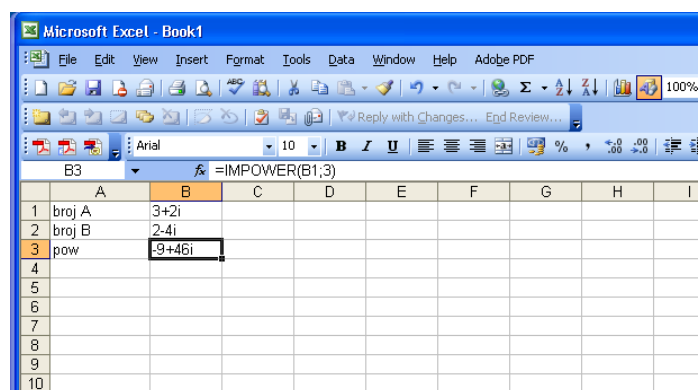 Microsoft Excel - Book1
File Edit View Insert Format Tools Data Window Help Adobe PDF
ABC Σ A Z Z A 100%
Reply with Changes... End Review...
Arial 10 B I U % , .00
B3 fx =IMPOWER(B1;3)
A B C D E F G H I
1 broj A 3+2i
2 broj B 2-4i
3 pow -9+46i
4
5
6
7
8
9
10